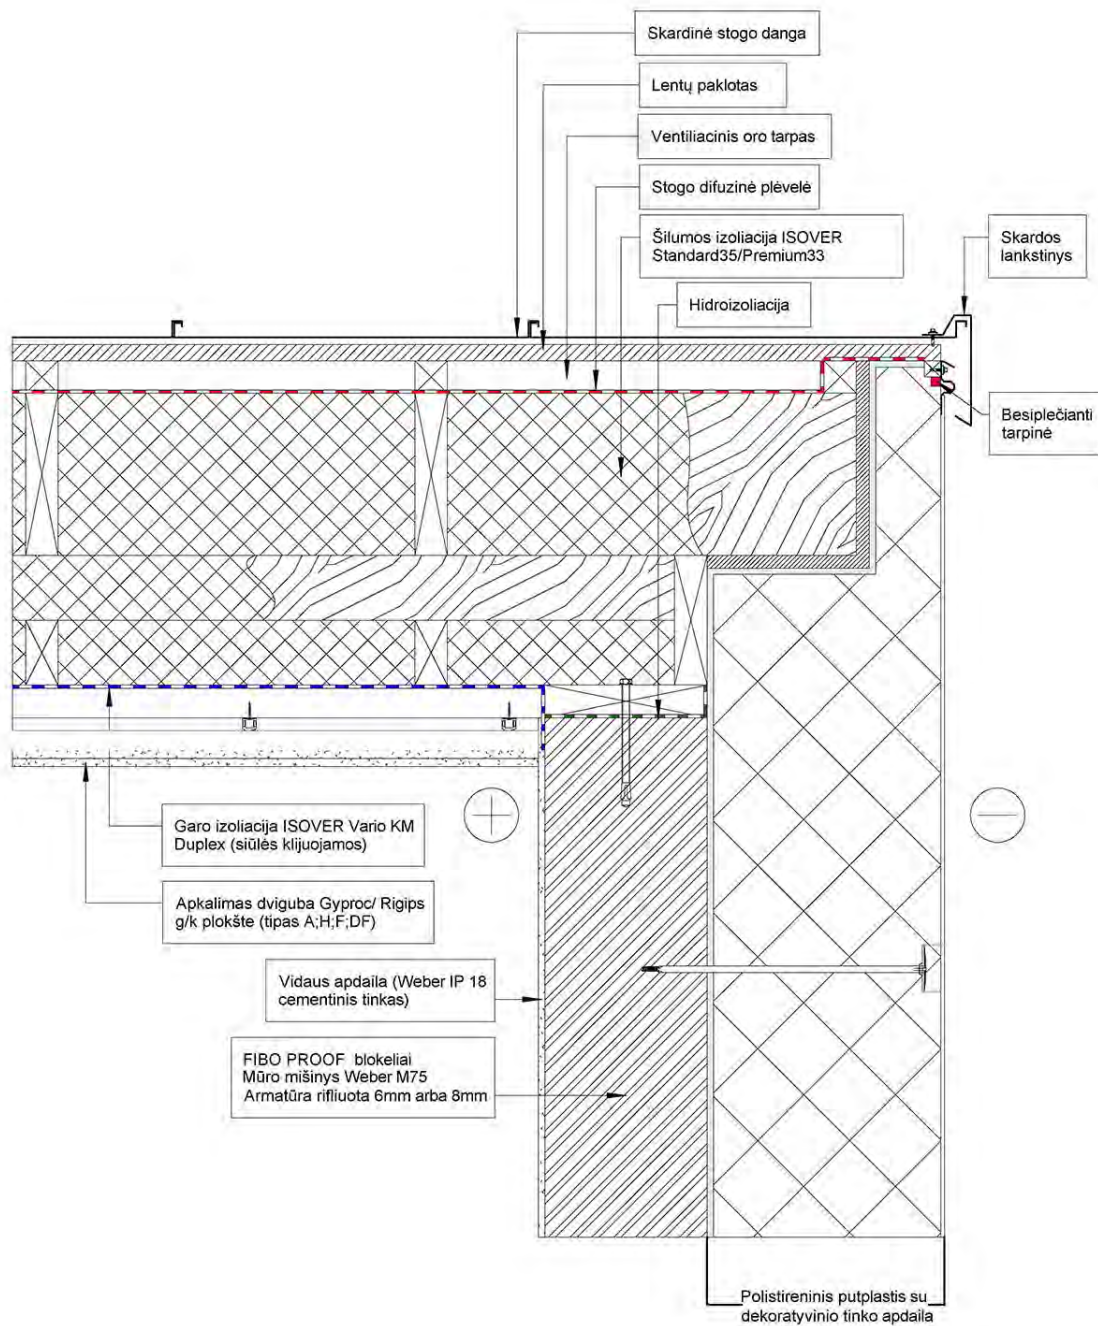 Skardinė stogo danga
Lentų paklotas
Ventiliacinis oro tarpas
Stogo difuzinė plėvelė
Šilumos izoliacija ISOVER
Standard35/Premium33
Hidroizoliacija
Skardos
lankstinys
Besiplečianti
tarpinė
Garo izoliacija ISOVER Vario KM
Duplex (siūlės klijuojamos)
Apkalimas dviguba Gyproc/ Rigips
g/k plokšte (tipas A;H;F;DF)
Vidaus apdaila (Weber IP 18
cementinis tinkas)
FIBO PROOF blokeliai
Mūro mišinys Weber M75
Armatūra rifliuota 6mm arba 8mm
Polistireninis putplastis su
dekoratyvinio tinko apdaila